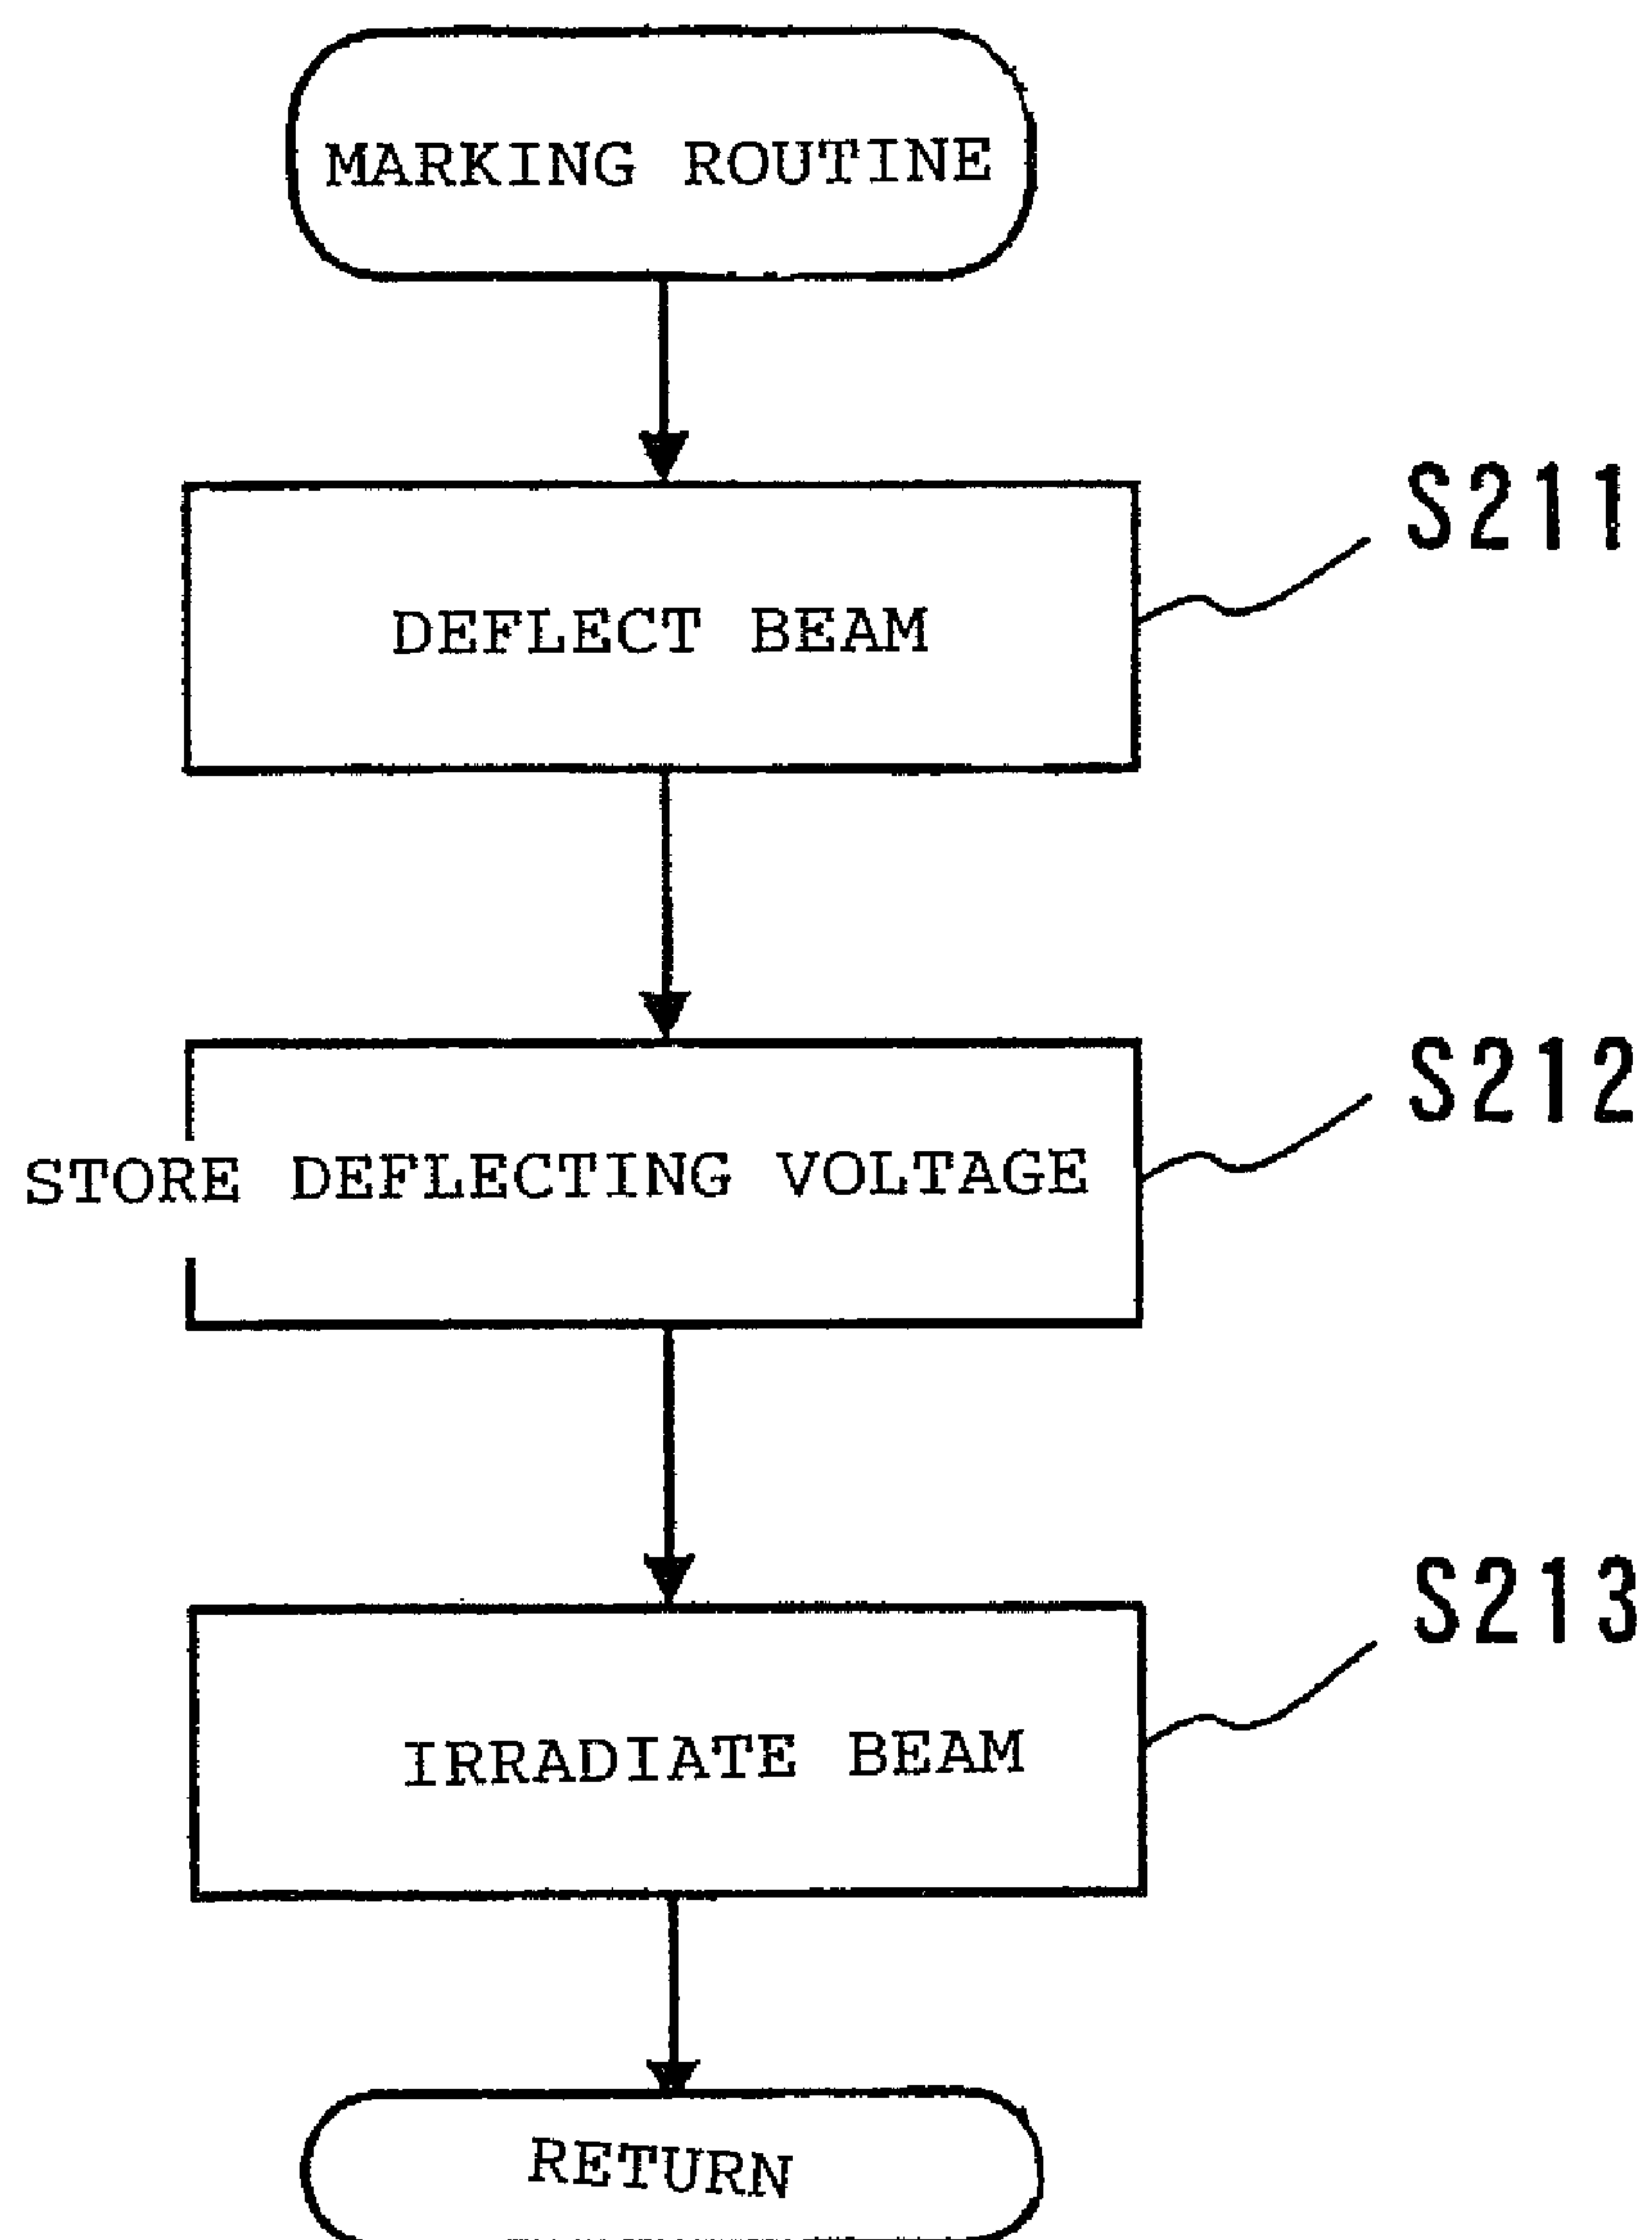 MARKING ROUTINE
S211
DEFLECT BEAM
S212
STORE DEFLECTING VOLTAGE
S213
IRRADIATE BEAM
RETURN